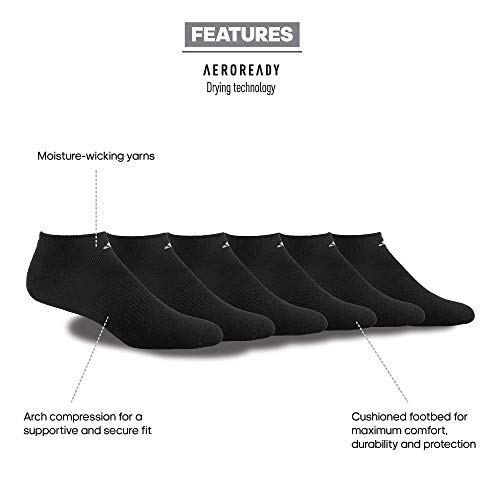 FEATURES
AEROREADY
Drying technology
Moisture-wicking yarns
Arch compression for a
supportive and secure fit
Cushioned footbed for
maximum comfort,
durability and protection